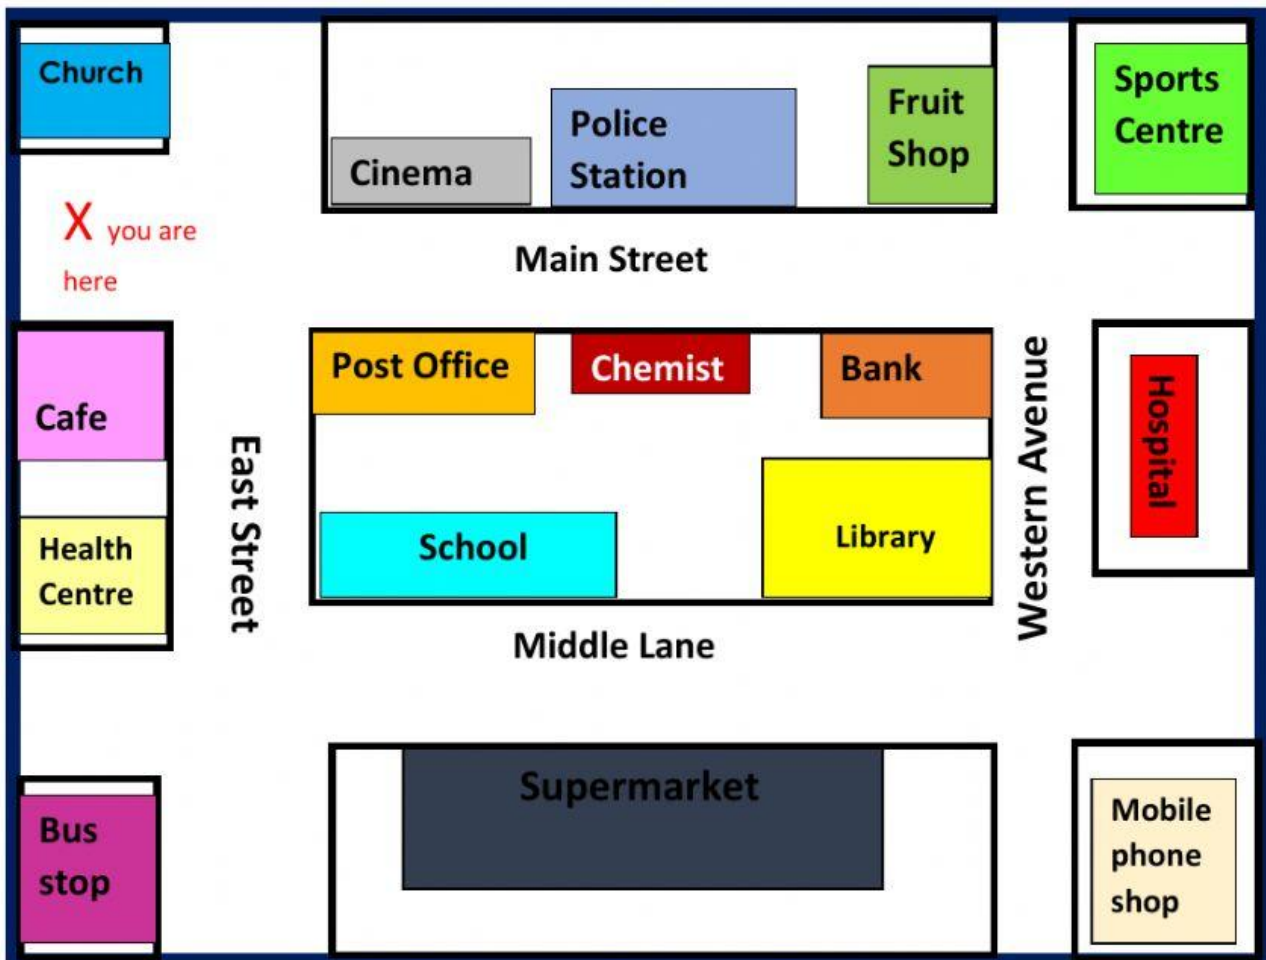 Church
Police
Station
Fruit
Shop
Sports
Centre
Cinema
X you are
here
Main Street
Post Office
Chemist
Bank
Cafe
Hospital
East Street
Western Avenue
Health
Centre
School
Library
Middle Lane
Supermarket
Bus
stop
Mobile
phone
shop